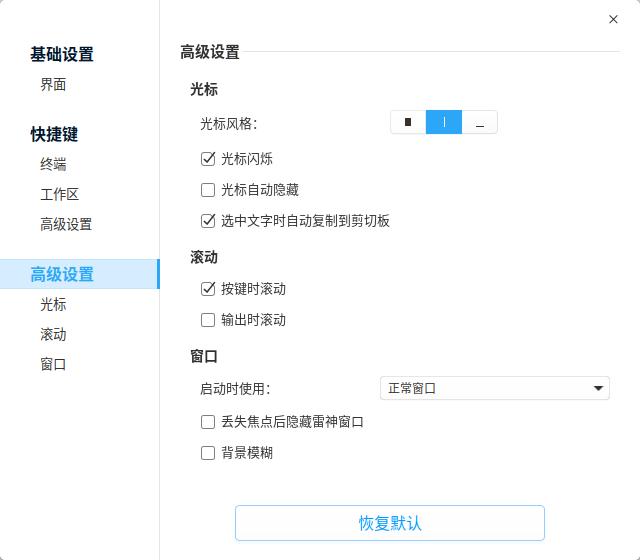 基础设置
界面
快捷键
终端
工作区
高级设置
高级设置
光标
滚动
窗口
高级设置
光标
光标风格:
光标闪烁
光标自动隐藏
选中文字时自动复制到剪切板
滚动
按键时滚动
输出时滚动
窗口
启动时使用: 正常窗口
丢失焦点后隐藏雷神窗口
背景模糊
恢复默认